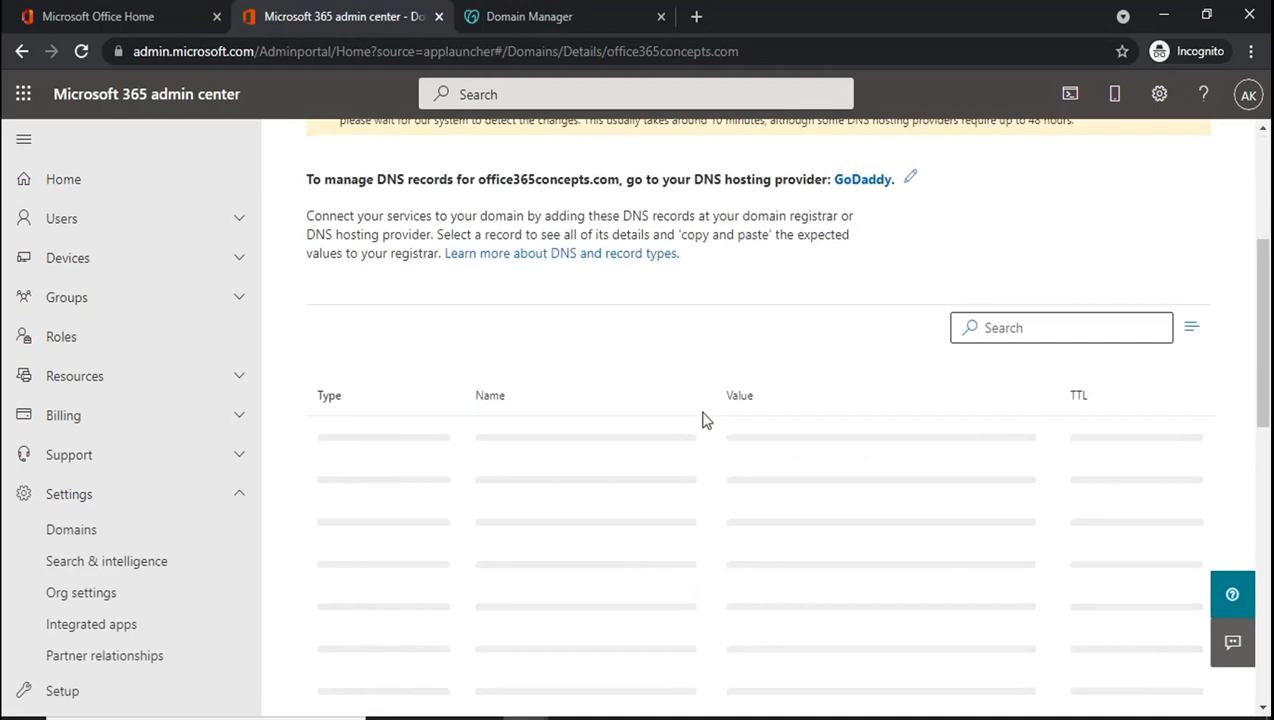 Microsoft Office Home
Microsoft 365 admin center - Do
Domain Manager
admin.microsoft.com/Adminportal/Home?source=applauncher#/Domains/Details/office365concepts.com
Incognito
Microsoft 365 admin center
Search
AK
please wait for our system to detect the changes. This usually takes around 10 minutes, although some DNS hosting providers require up to 48 hours.
To manage DNS records for office365concepts.com, go to your DNS hosting provider: GoDaddy.
Connect your services to your domain by adding these DNS records at your domain registrar or
DNS hosting provider. Select a record to see all of its details and 'copy and paste' the expected
values to your registrar. Learn more about DNS and record types.
Search
Type Name Value TTL
Home
Users
Devices
Groups
Roles
Resources
Billing
Support
Settings
Domains
Search & intelligence
Org settings
Integrated apps
Partner relationships
Setup